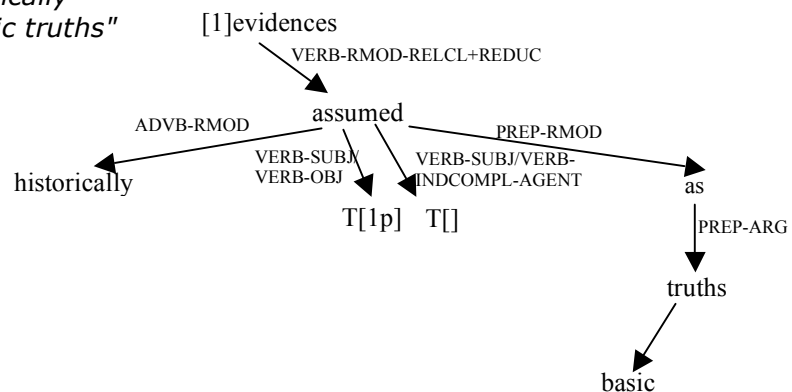 ic truths"
[1]evidences
VERB-RMOD-RELCL+REDUC
assumed
ADVB-RMOD
PREP-RMOD
VERB-SUBJ/
VERB-OBJ
VERB-SUBJ/VERB-
INDCOMPL-AGENT
historically
as
T[1p] T[]
PREP-ARG
truths
basic